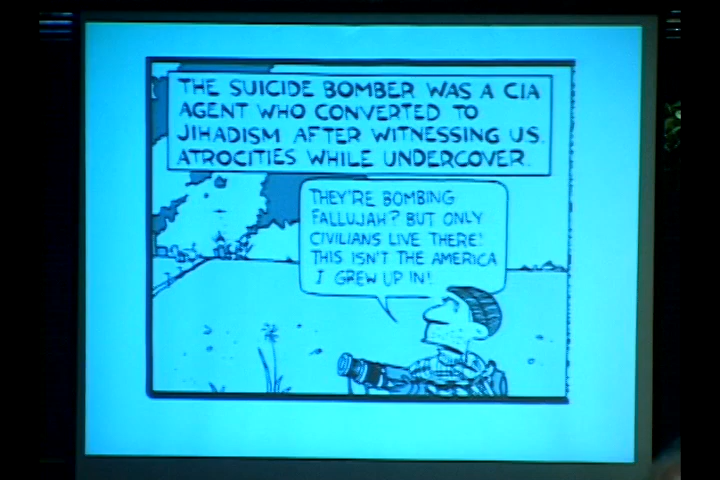 THE SUICIDE BOMBER WAS A CIA
AGENT WHO CONVERTED TO
JIHADISM AFTER WITNESSING U.S.
ATROCITIES WHILE UNDERCOVER.
THEY'RE BOMBING
FALLUJAH? BUT ONLY
CIVILIANS LIVE THERE!
THIS ISN'T THE AMERICA
I GREW UP IN!